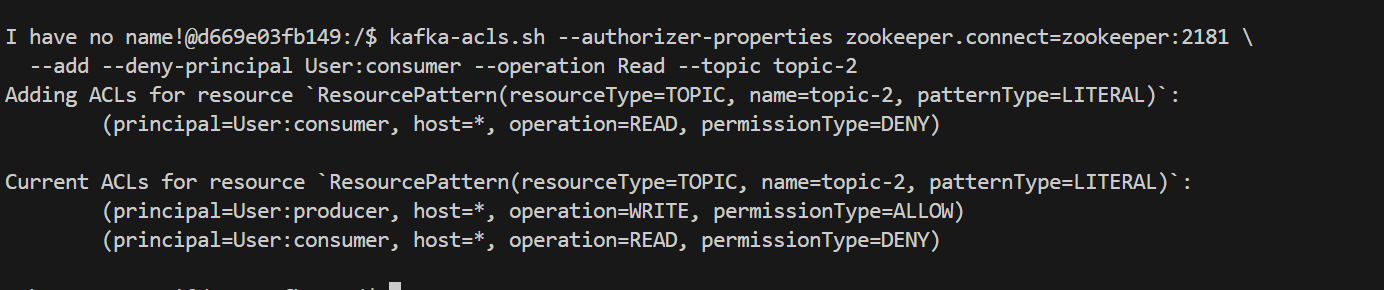 I have no name!@d669e03fb149:/$ kafka-acls.sh --authorizer-properties zookeeper.connect=zookeeper:2181 \
--add --deny-principal User:consumer --operation Read --topic topic-2
Adding ACLs for resource `ResourcePattern(resourceType=TOPIC, name=topic-2, patternType=LITERAL)`:
(principal=User:consumer, host=*, operation=READ, permissionType=DENY)
Current ACLs for resource `ResourcePattern(resourceType=TOPIC, name=topic-2, patternType=LITERAL)`:
(principal=User:producer, host=*, operation=WRITE, permissionType=ALLOW)
(principal=User:consumer, host=*, operation=READ, permissionType=DENY)